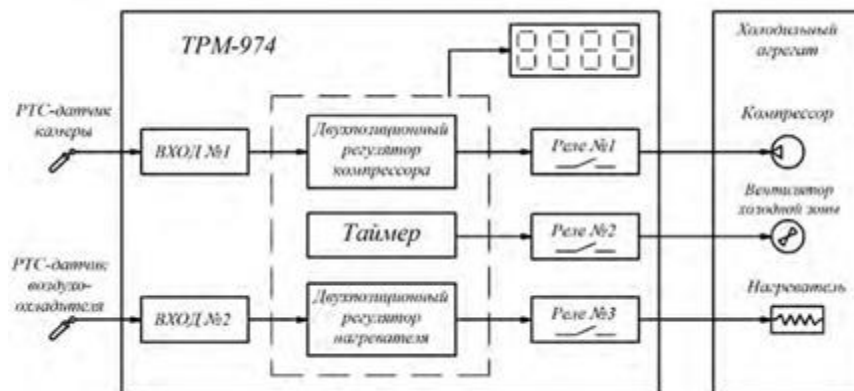 ТРМ-974
8888
Холодильный
агрегат
РТС-датчик
камеры
ВХОД №1
Двухпозиционный
регулятор
компрессора
Реле №1
Компрессор
Таймер
Реле №2
Вентилятор
холодной зоны
РТС-датчик
воздухо-
охладителя
ВХОД №2
Двухпозиционный
регулятор
нагревателя
Реле №3
Нагреватель